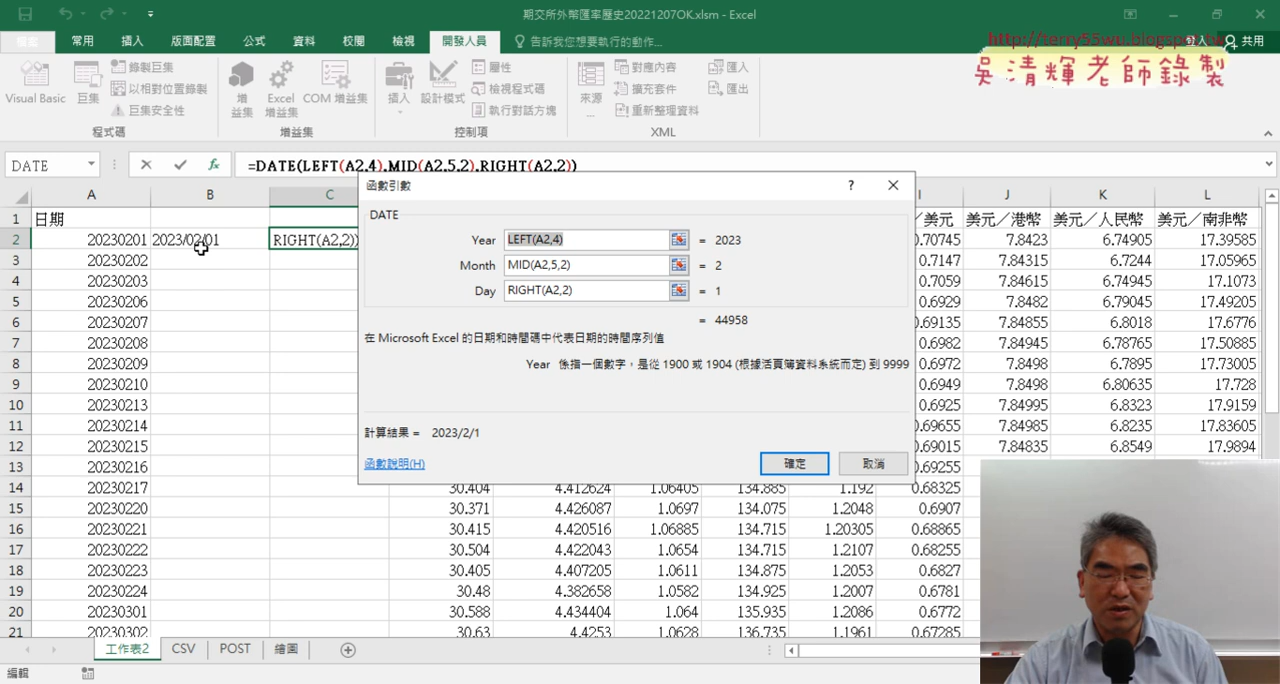 期交所外幣匯率歷史20221207OK.xlsm - Excel
檔案 常用 插入 版面配置 公式 資料 校閱 檢視 開發人員 告訴我您想要執行的動作... 登入 共用
http://terry55wu.blogspot.tw
吳清輝老師錄製
Visual Basic 巨集 錄製巨集 以相對位置錄製 巨集安全性 程式碼
增益集 Excel 增益集 COM 增益集 增益集
插入 設計模式 屬性 檢視程式碼 執行對話方塊 控制項
來源 對應內容 擴充套件 重新整理資料 匯入 匯出 XML
DATE =DATE(LEFT(A2,4),MID(A2,5,2),RIGHT(A2,2))
A B C I J K L
1 日期 ／美元 美元／港幣 美元／人民幣 美元／南非幣
2 20230201 2023/02/01 RIGHT(A2,2)) 0.70745 7.8423 6.74905 17.39585
3 20230202 0.7147 7.84315 6.7244 17.05965
4 20230203 0.7059 7.84615 6.74945 17.1073
5 20230206 0.6929 7.8482 6.79045 17.49205
6 20230207 0.69135 7.84855 6.8018 17.6776
7 20230208 0.6982 7.84945 6.78765 17.50885
8 20230209 0.6972 7.8498 6.7895 17.73005
9 20230210 0.6949 7.8498 6.80635 17.728
10 20230213 0.6925 7.84995 6.8323 17.9159
11 20230214 0.69655 7.84985 6.8235 17.83605
12 20230215 0.69015 7.84835 6.8549 17.9894
13 20230216 0.69255
14 20230217 30.404 4.412624 1.06405 134.885 1.192 0.68325
15 20230220 30.371 4.426087 1.0697 134.075 1.2048 0.6907
16 20230221 30.415 4.420516 1.06885 134.715 1.20305 0.68865
17 20230222 30.504 4.422043 1.0654 134.715 1.2107 0.68255
18 20230223 30.405 4.407205 1.0611 134.875 1.2053 0.6827
19 20230224 30.48 4.382658 1.0582 134.925 1.2007 0.6781
20 20230301 30.588 4.434404 1.064 135.935 1.2086 0.6772
21 20230302 30.63 4.4253 1.0628 136.735 1.1961 0.67285
函數引數 ?
DATE
Year LEFT(A2,4) = 2023
Month MID(A2,5,2) = 2
Day RIGHT(A2,2) = 1
= 44958
在 Microsoft Excel 的日期和時間碼中代表日期的時間序列值
Year 係指一個數字，是從 1900 或 1904 (根據活頁簿資料系統而定) 到 9999
計算結果 = 2023/2/1
函數說明(H) 確定 取消
工作表2 CSV POST 繪圖
編輯